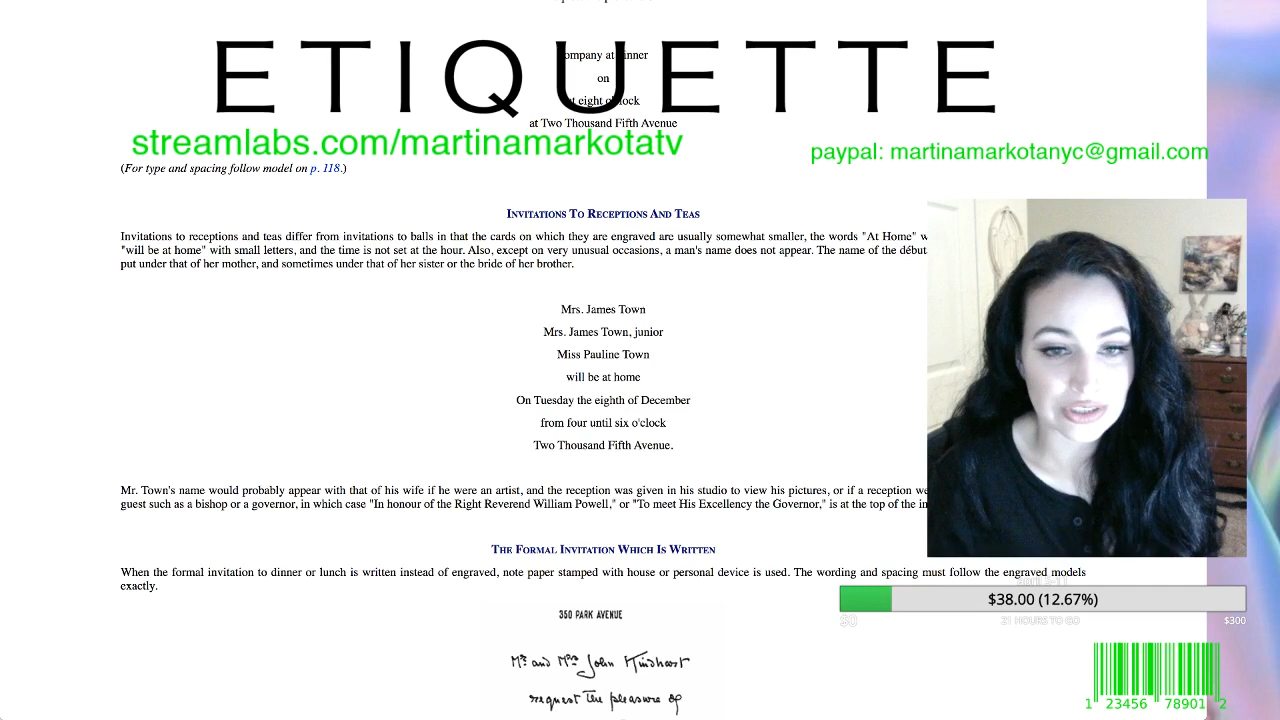 ETIQUETTE
company at dinner
on
at eight o'clock
at Two Thousand Fifth Avenue
streamlabs.com/martinamarkotatv
paypal: martinamarkotanyc@gmail.com
(For type and spacing follow model on p. 118.)
Invitations To Receptions And Teas
Invitations to receptions and teas differ from invitations to balls in that the cards on which they are engraved are usually somewhat smaller, the words "At Home" w
"will be at home" with small letters, and the time is not set at the hour. Also, except on very unusual occasions, a man's name does not appear. The name of the début
put under that of her mother, and sometimes under that of her sister or the bride of her brother.
Mrs. James Town
Mrs. James Town, junior
Miss Pauline Town
will be at home
On Tuesday the eighth of December
from four until six o'clock
Two Thousand Fifth Avenue.
Mr. Town's name would probably appear with that of his wife if he were an artist, and the reception was given in his studio to view his pictures, or if a reception we
guest such as a bishop or a governor, in which case "In honour of the Right Reverend William Powell," or "To meet His Excellency the Governor," is at the top of the in
The Formal Invitation Which Is Written
When the formal invitation to dinner or lunch is written instead of engraved, note paper stamped with house or personal device is used. The wording and spacing must follow the engraved models
exactly.
350 PARK AVENUE
Mr. and Mrs. John Kindhart
request the pleasure of
$38.00 (12.67%)
$0
21 HOURS TO GO
$300
1 23456 78901 2